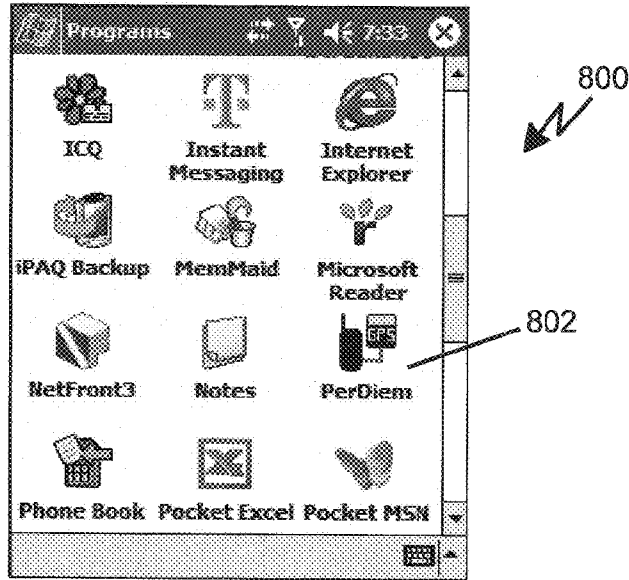 Programs 7:33
800
ICQ Instant Messaging Internet Explorer
iPAQ Backup MemMaid Microsoft Reader
GPS
802
NetFront3 Notes PerDiem
Phone Book Pocket Excel Pocket MSN